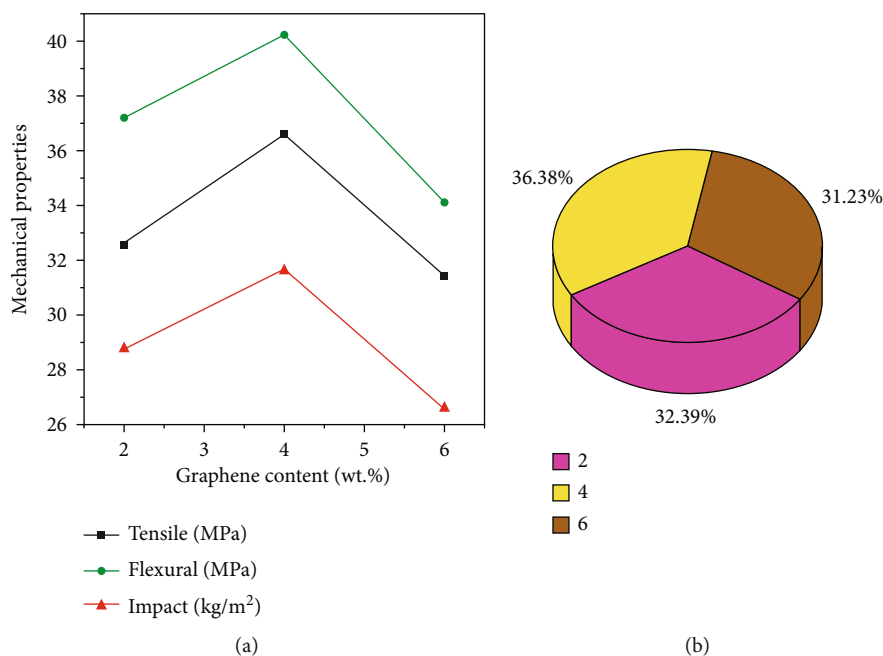 Mechanical properties
40
38
36
34
32
30
28
26
2 3 4 5 6
Graphene content (wt.%)
Tensile (MPa)
Flexural (MPa)
Impact (kg/m²)
(a)
36.38%
31.23%
32.39%
2
4
6
(b)